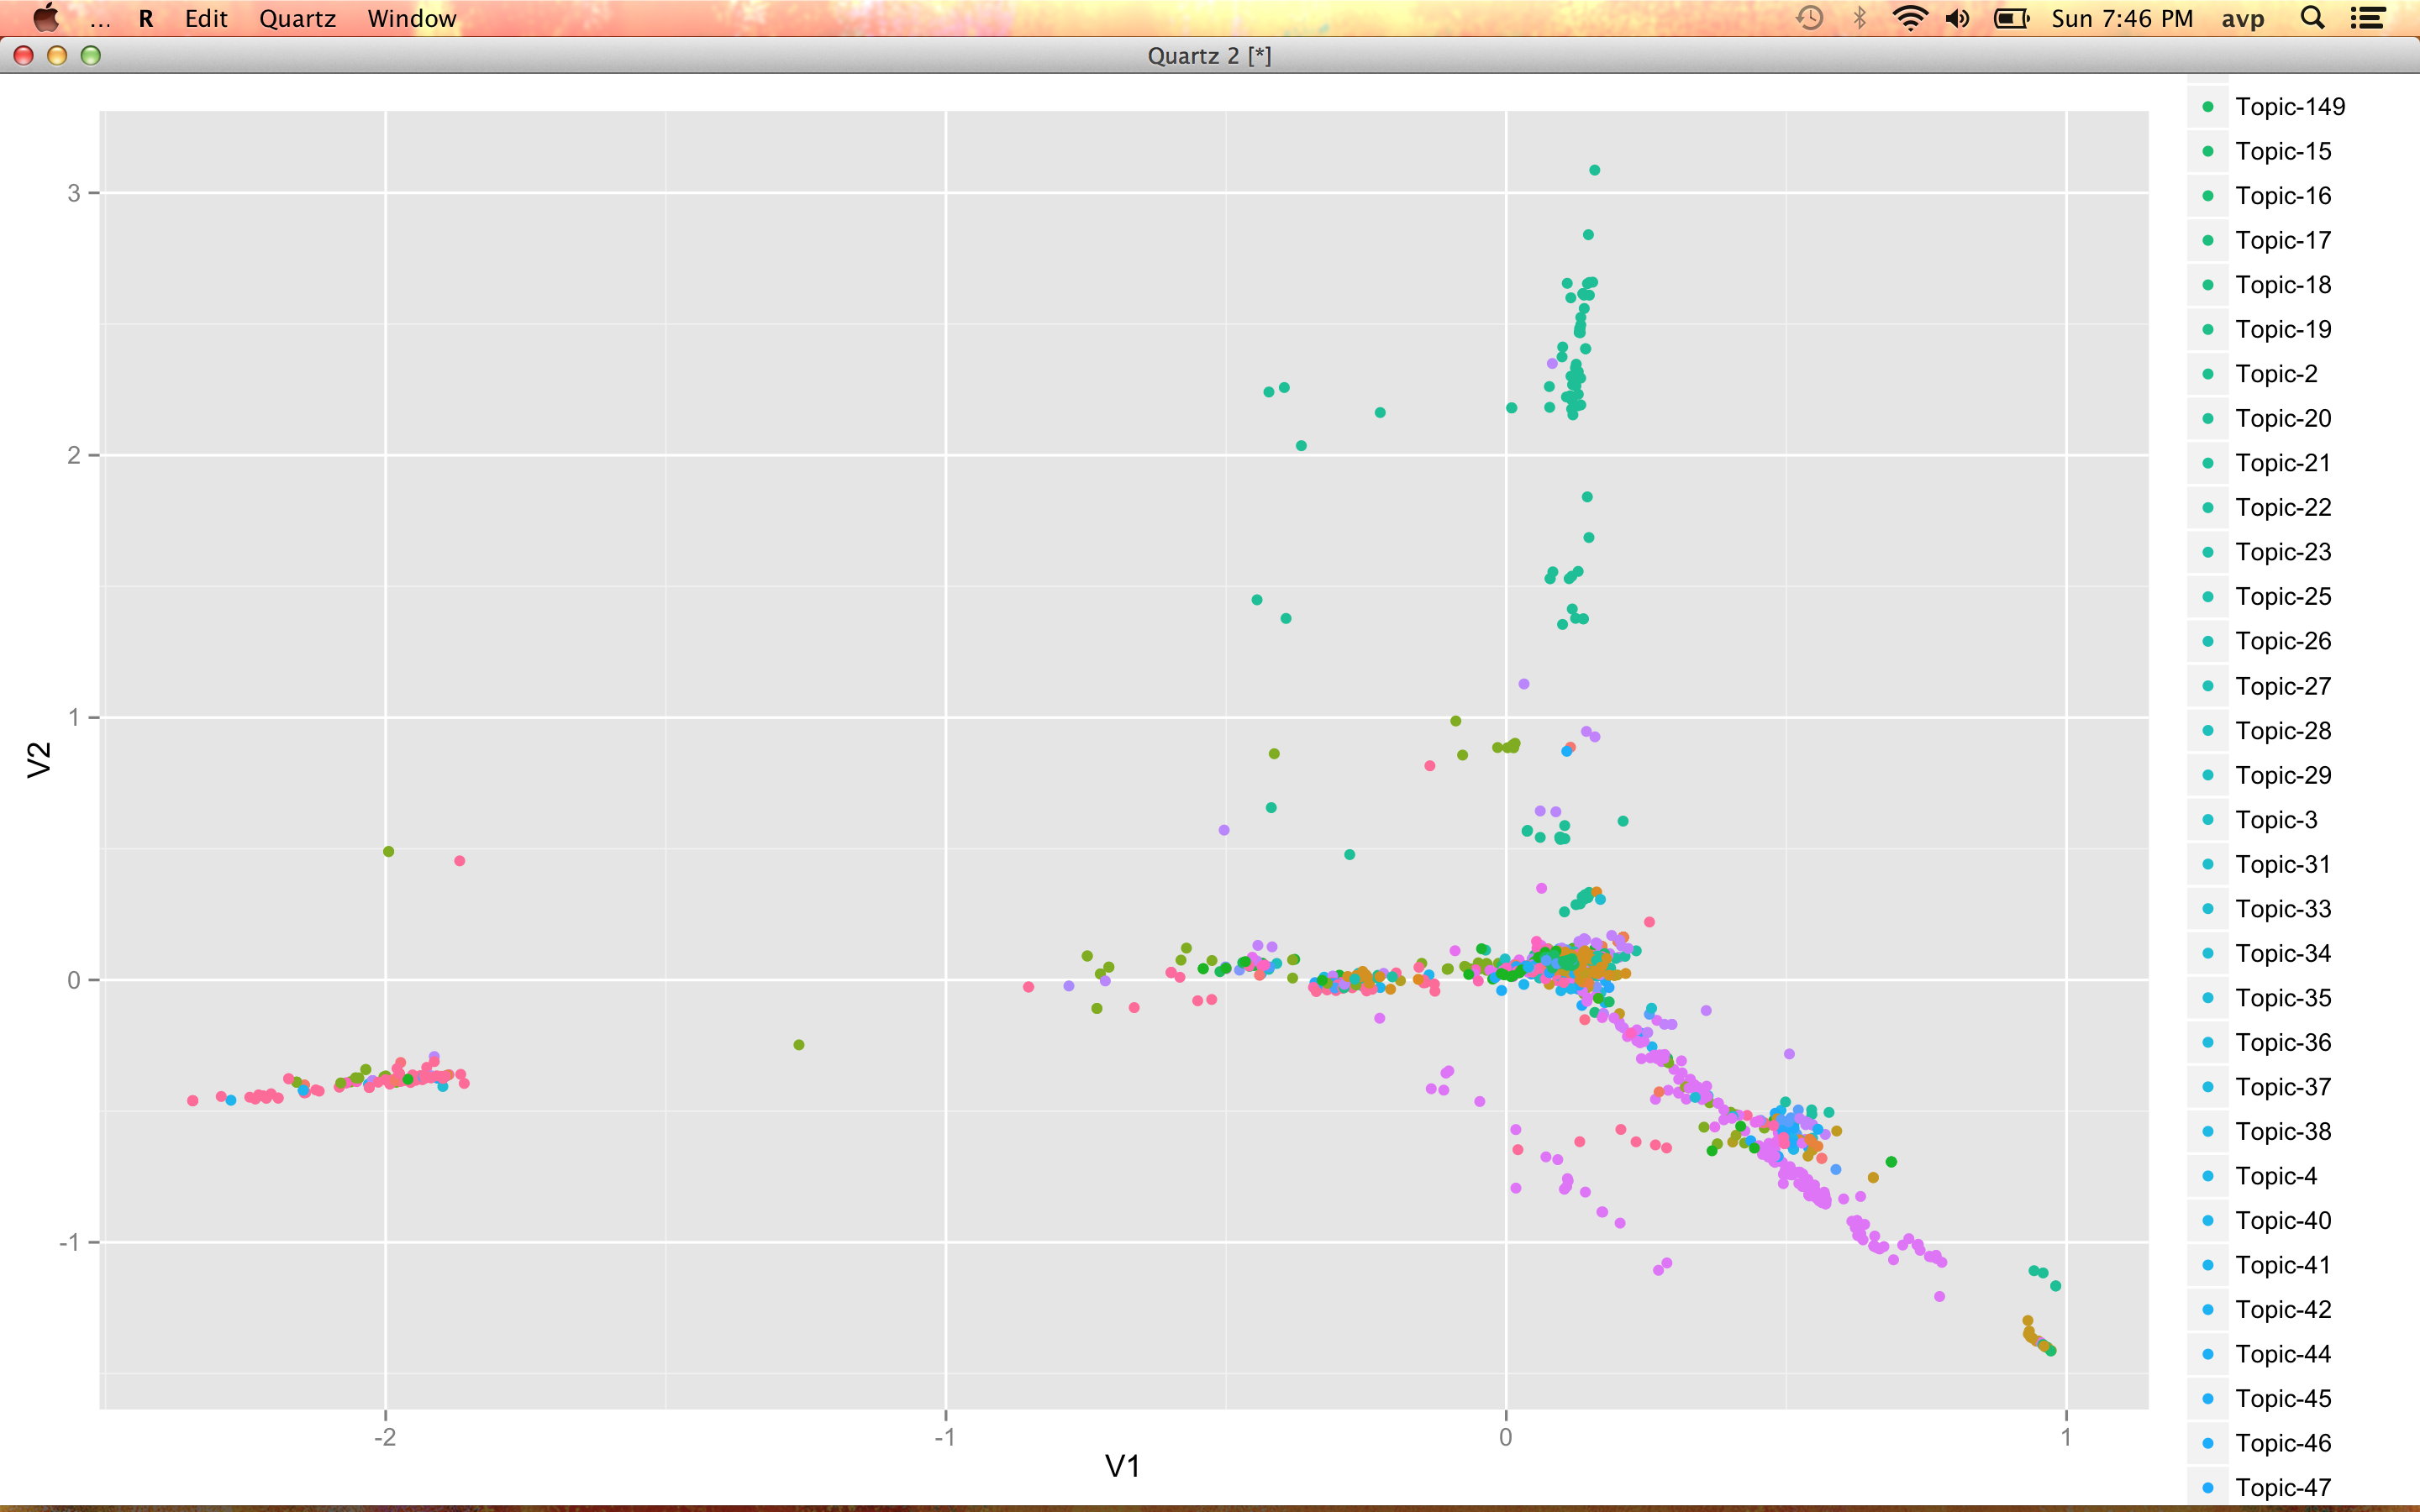 ... R Edit Quartz Window Sun 7:46 PM avp
Quartz 2 [*]
3
2
1
0
-1
V2
-2 -1 0 1
V1
Topic-149
Topic-15
Topic-16
Topic-17
Topic-18
Topic-19
Topic-2
Topic-20
Topic-21
Topic-22
Topic-23
Topic-25
Topic-26
Topic-27
Topic-28
Topic-29
Topic-3
Topic-31
Topic-33
Topic-34
Topic-35
Topic-36
Topic-37
Topic-38
Topic-4
Topic-40
Topic-41
Topic-42
Topic-44
Topic-45
Topic-46
Topic-47